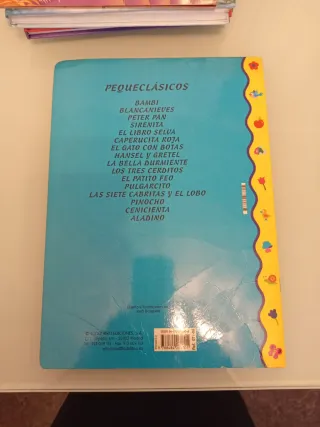 PEQUECLÁSICOS
BAMBI
BLANCANIEVES
PETER PAN
SIRENITA
EL LIBRO SELVA
CAPERUCITA ROJA
EL GATO CON BOTAS
HANSEL Y GRETEL
LA BELLA DURMIENTE
LOS TRES CERDITOS
EL PATITO FEO
PULGARCITO
LAS SIETE CABRITAS Y EL LOBO
PINOCHO
CENICIENTA
ALADINO